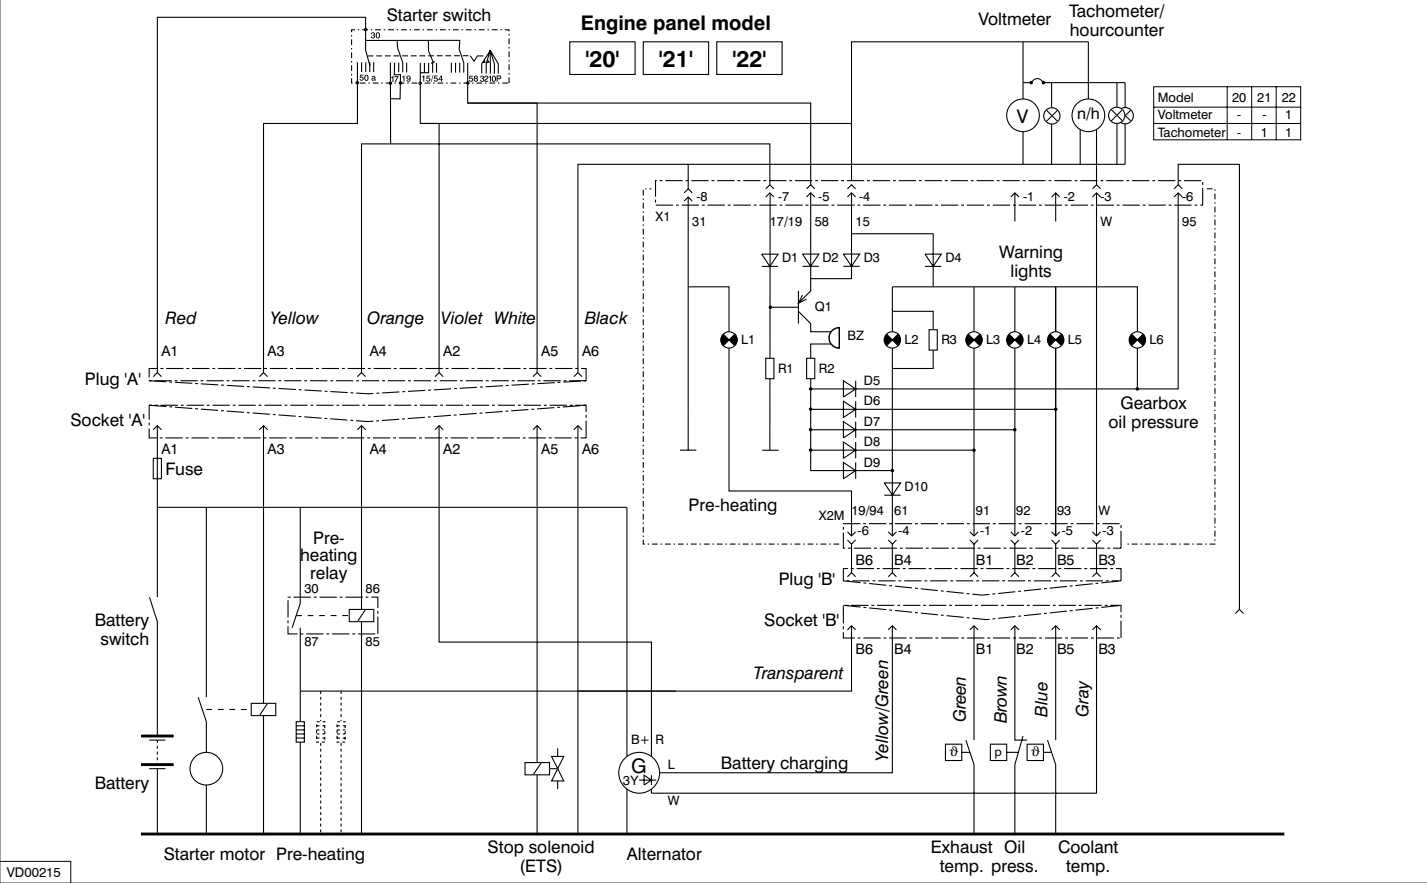 Starter switch
Engine panel model
'20' '21' '22'
Voltmeter
Tachometer/
hourcounter
30
50 a 17 19 15/54 58 3 2 1 0 P
V
n/h
Model 20 21 22
Voltmeter - - 1
Tachometer - 1 1
X1
-8 -7 -5 -4 -1 -2 -3 -6
31 17/19 58 15 W 95
Warning
lights
D1 D2 D3 D4
Q1
BZ
L1 L2 R3 L3 L4 L5 L6
R1 R2
D5
D6
D7
D8
D9
D10
Gearbox
oil pressure
Pre-heating
Red Yellow Orange Violet White Black
A1 A3 A4 A2 A5 A6
Plug 'A'
Socket 'A'
A1 A3 A4 A2 A5 A6
Fuse
X2M
19/94 61 91 92 93 W
-6 -4 -1 -2 -5 -3
B6 B4 B1 B2 B5 B3
Plug 'B'
Socket 'B'
B6 B4 B1 B2 B5 B3
Pre-
heating
relay
30 86
87 85
Battery
switch
Transparent
Yellow/Green
Green
Brown
Blue
Gray
ϑ p ϑ
B+ R
G
3Y
L
W
Battery charging
Battery
Starter motor
Pre-heating
Stop solenoid
(ETS)
Alternator
Exhaust
temp.
Oil
press.
Coolant
temp.
VD00215